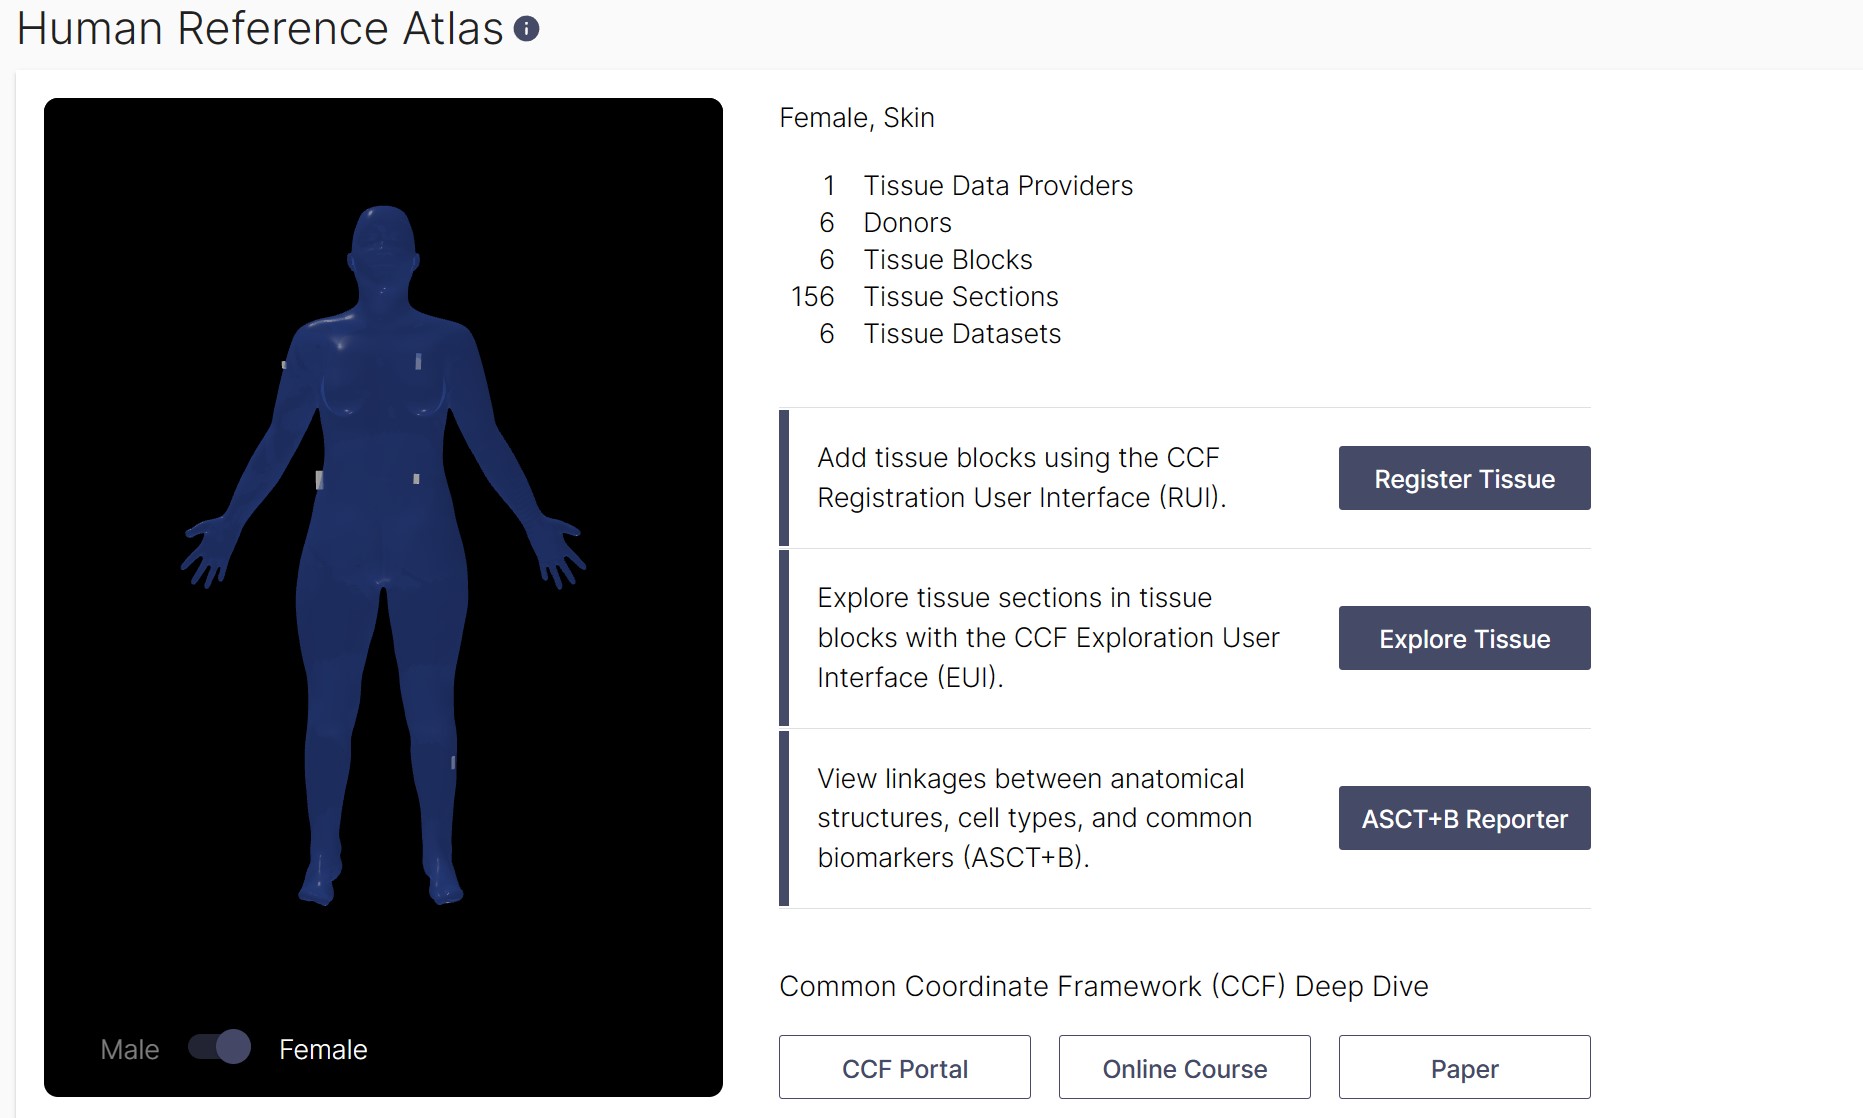 Human Reference Atlas
Female, Skin
1 Tissue Data Providers
6 Donors
6 Tissue Blocks
156 Tissue Sections
6 Tissue Datasets
Add tissue blocks using the CCF
Registration User Interface (RUI).
Register Tissue
Explore tissue sections in tissue
blocks with the CCF Exploration User
Interface (EUI).
Explore Tissue
View linkages between anatomical
structures, cell types, and common
biomarkers (ASCT+B).
ASCT+B Reporter
Common Coordinate Framework (CCF) Deep Dive
CCF Portal Online Course Paper
Male Female